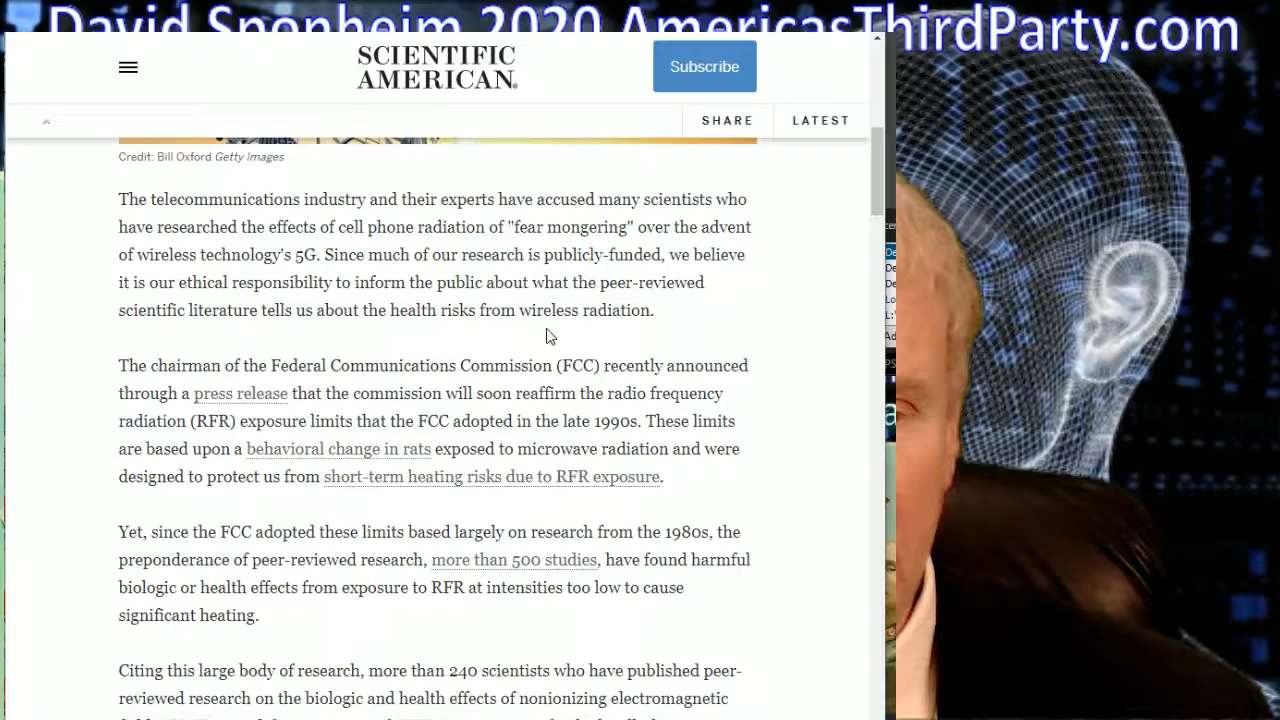 David Sponheim 2020 AmericasThirdParty.com
SCIENTIFIC
AMERICAN
Subscribe
SHARE
LATEST
Credit: Bill Oxford Getty Images
The telecommunications industry and their experts have accused many scientists who
have researched the effects of cell phone radiation of "fear mongering" over the advent
of wireless technology's 5G. Since much of our research is publicly-funded, we believe
it is our ethical responsibility to inform the public about what the peer-reviewed
scientific literature tells us about the health risks from wireless radiation.
The chairman of the Federal Communications Commission (FCC) recently announced
through a press release that the commission will soon reaffirm the radio frequency
radiation (RFR) exposure limits that the FCC adopted in the late 1990s. These limits
are based upon a behavioral change in rats exposed to microwave radiation and were
designed to protect us from short-term heating risks due to RFR exposure.
Yet, since the FCC adopted these limits based largely on research from the 1980s, the
preponderance of peer-reviewed research, more than 500 studies, have found harmful
biologic or health effects from exposure to RFR at intensities too low to cause
significant heating.
Citing this large body of research, more than 240 scientists who have published peer-
reviewed research on the biologic and health effects of nonionizing electromagnetic